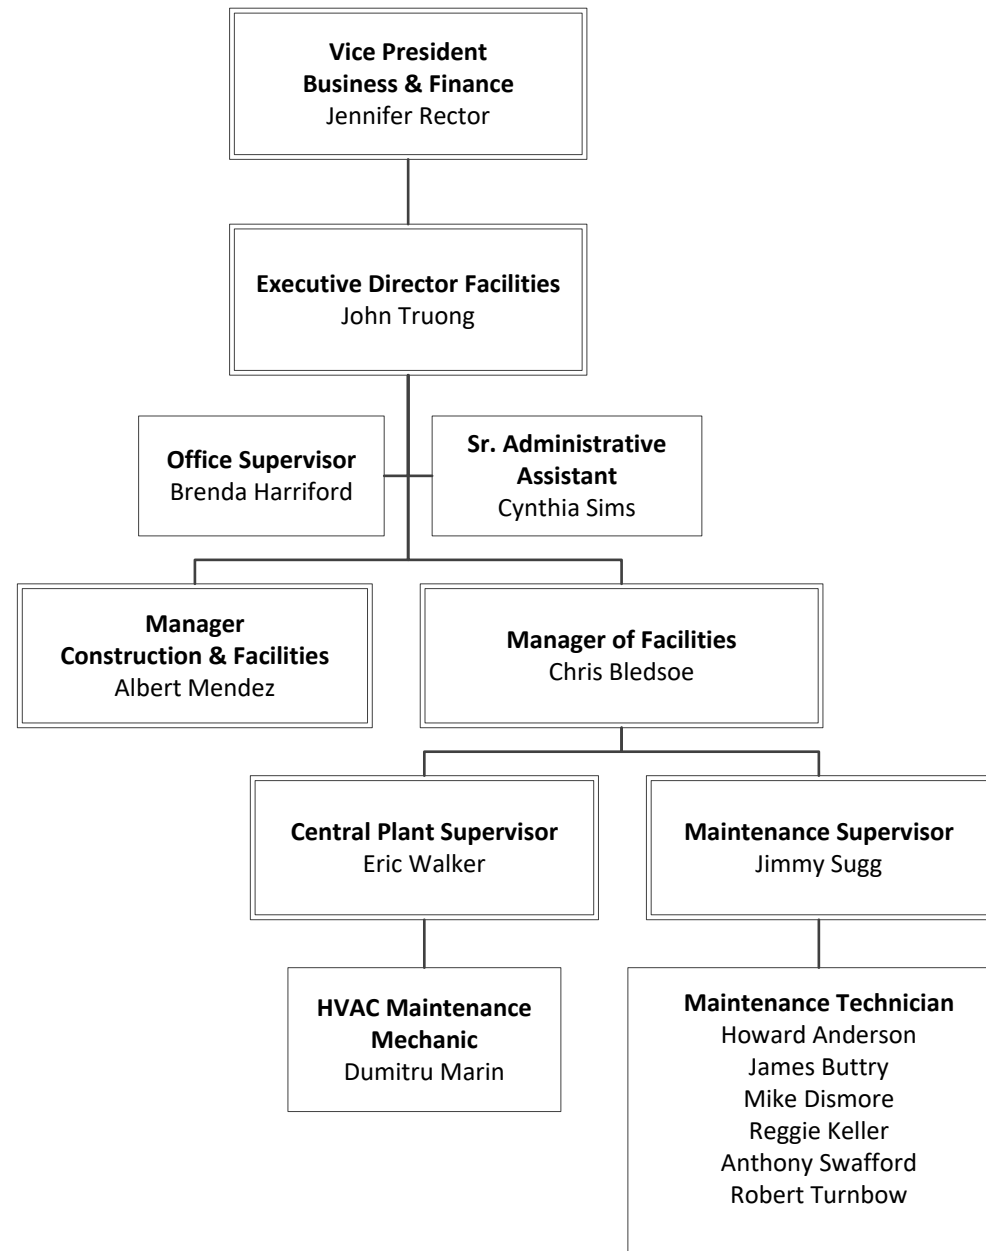 Vice President
Business & Finance
Jennifer Rector
Executive Director Facilities
John Truong
Office Supervisor
Brenda Harriford
Sr. Administrative
Assistant
Cynthia Sims
Manager
Construction & Facilities
Albert Mendez
Manager of Facilities
Chris Bledsoe
Central Plant Supervisor
Eric Walker
Maintenance Supervisor
Jimmy Sugg
HVAC Maintenance
Mechanic
Dumitru Marin
Maintenance Technician
Howard Anderson
James Buttry
Mike Dismore
Reggie Keller
Anthony Swafford
Robert Turnbow